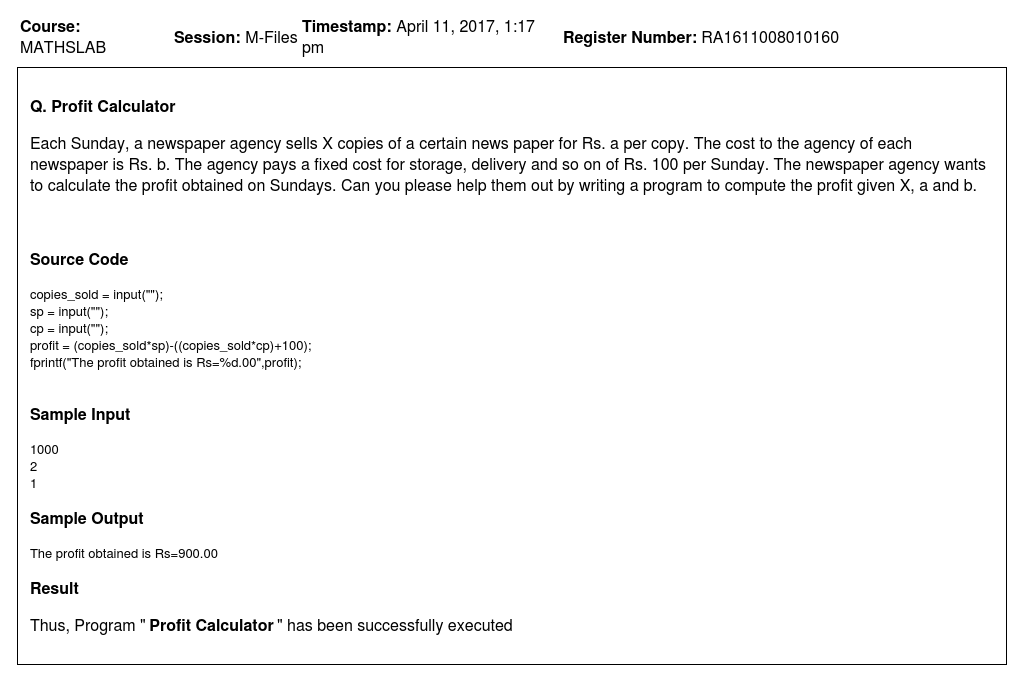 Course:
MATHSLAB
Session: M-Files
Timestamp: April 11, 2017, 1:17
pm
Register Number: RA1611008010160
Q. Profit Calculator
Each Sunday, a newspaper agency sells X copies of a certain news paper for Rs. a per copy. The cost to the agency of each
newspaper is Rs. b. The agency pays a fixed cost for storage, delivery and so on of Rs. 100 per Sunday. The newspaper agency wants
to calculate the profit obtained on Sundays. Can you please help them out by writing a program to compute the profit given X, a and b.
Source Code
copies_sold = input("");
sp = input("");
cp = input("");
profit = (copies_sold*sp)-((copies_sold*cp)+100);
fprintf("The profit obtained is Rs=%d.00",profit);
Sample Input
1000
2
1
Sample Output
The profit obtained is Rs=900.00
Result
Thus, Program " Profit Calculator " has been successfully executed